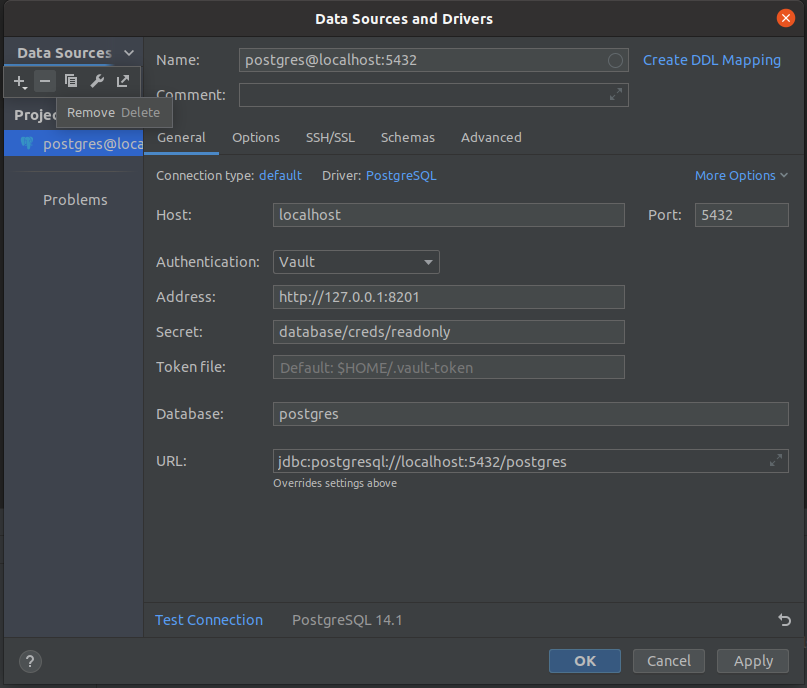 Data Sources and Drivers
Data Sources
Name: postgres@localhost:5432 Create DDL Mapping
Comment:
Remove Delete
Projec
postgres@loca
Problems
General Options SSH/SSL Schemas Advanced
Connection type: default Driver: PostgreSQL More Options
Host: localhost Port: 5432
Authentication: Vault
Address: http://127.0.0.1:8201
Secret: database/creds/readonly
Token file: Default: $HOME/.vault-token
Database: postgres
URL: jdbc:postgresql://localhost:5432/postgres
Overrides settings above
Test Connection PostgreSQL 14.1
? OK Cancel Apply